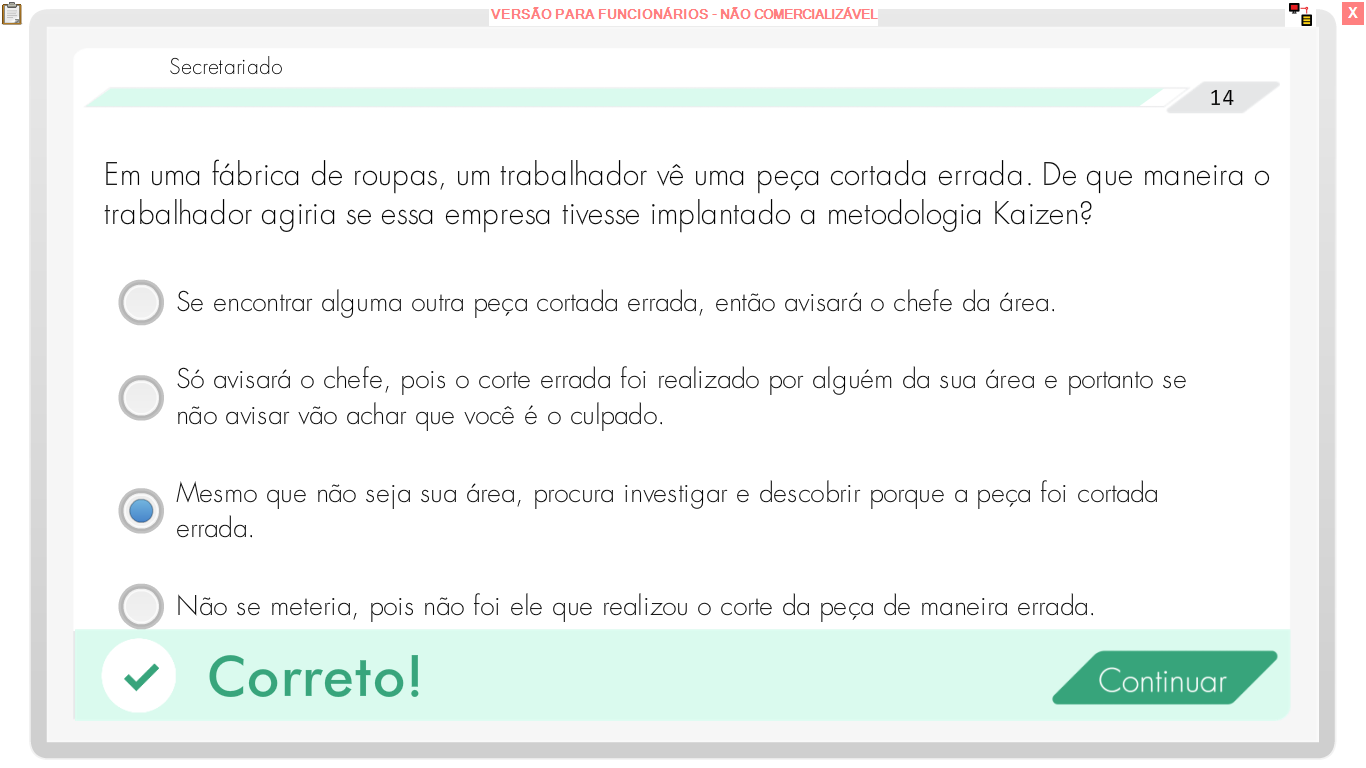 VERSÃO PARA FUNCIONÁRIOS - NÃO COMERCIALIZÁVEL
X
Secretariado
14
Em uma fábrica de roupas, um trabalhador vê uma peça cortada errada. De que maneira o
trabalhador agiria se essa empresa tivesse implantado a metodologia Kaizen?
Se encontrar alguma outra peça cortada errada, então avisará o chefe da área.
Só avisará o chefe, pois o corte errada foi realizado por alguém da sua área e portanto se
não avisar vão achar que você é o culpado.
Mesmo que não seja sua área, procura investigar e descobrir porque a peça foi cortada
errada.
Não se meteria, pois não foi ele que realizou o corte da peça de maneira errada.
Correto!
Continuar